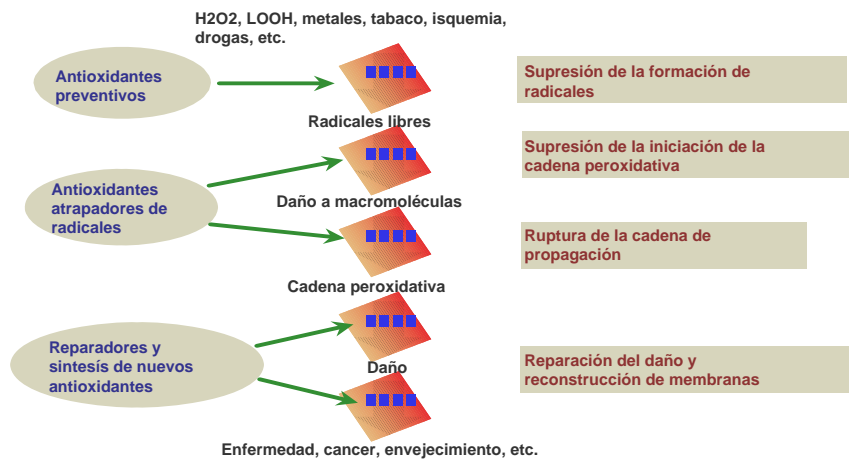 H2O2, LOOH, metales, tabaco, isquemia,
drogas, etc.
Antioxidantes
preventivos
Supresión de la formación de
radicales
Radicales libres
Supresión de la iniciación de la
cadena peroxidativa
Antioxidantes
atrapadores de
radicales
Daño a macromoléculas
Ruptura de la cadena de
propagación
Cadena peroxidativa
Reparadores y
sintesís de nuevos
antioxidantes
Daño
Reparación del daño y
reconstrucción de membranas
Enfermedad, cancer, envejecimiento, etc.